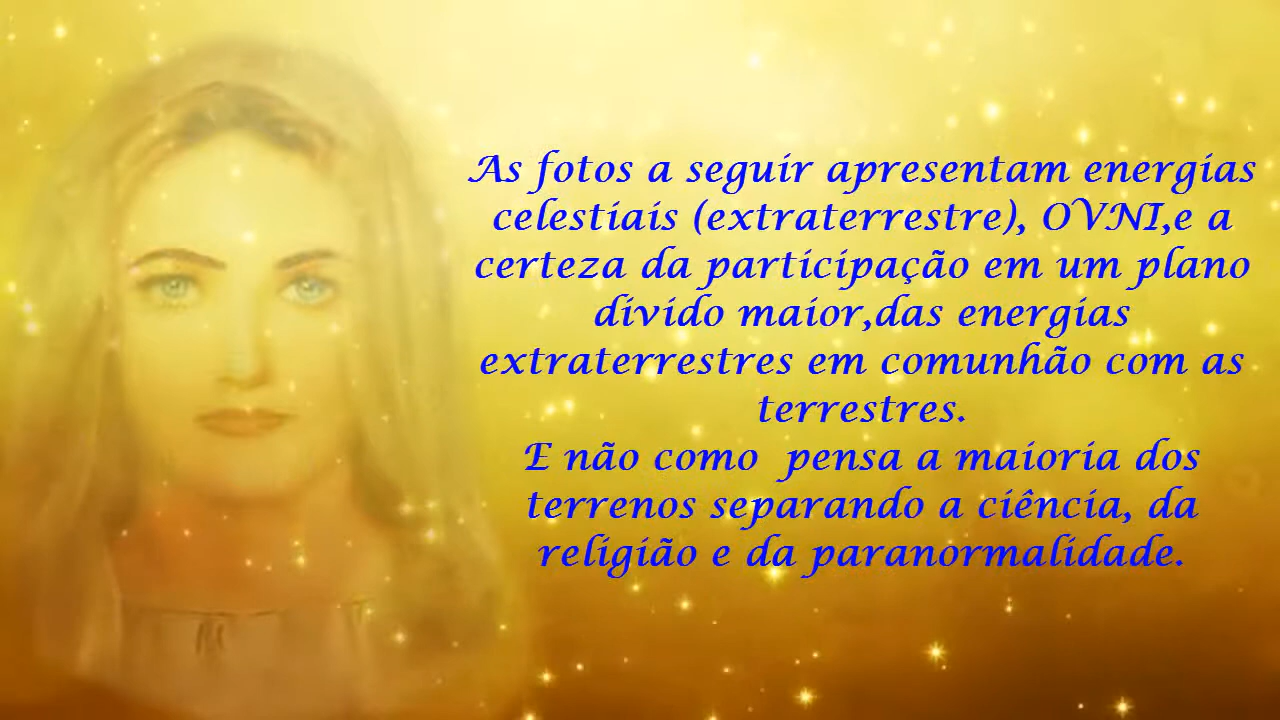 As fotos a seguir apresentam energias
celestiais (extraterrestre), OVNI,e a
certeza da participação em um plano
divido maior,das energias
extraterrestres em comunhão com as
terrestres.
E não como  pensa a maioria dos
terrenos separando a ciência, da
religião e da paranormalidade.